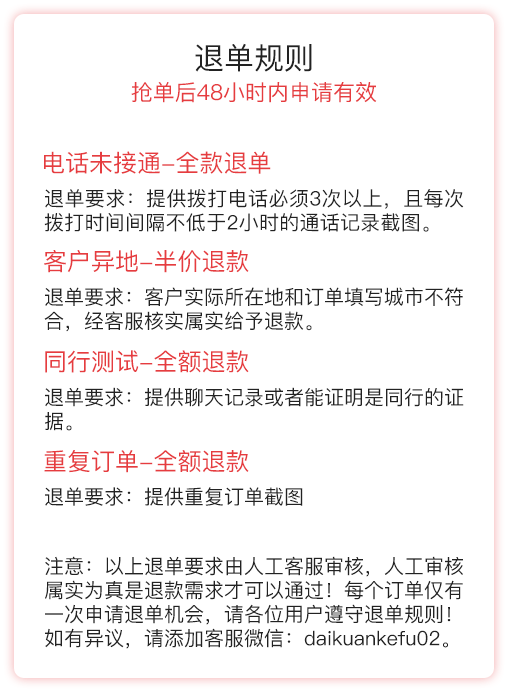 退单规则
抢单后48小时内申请有效
电话未接通-全款退单
退单要求：提供拨打电话必须3次以上，且每次
拨打时间间隔不低于2小时的通话记录截图。
客户异地-半价退款
退单要求：客户实际所在地和订单填写城市不符
合，经客服核实属实给予退款。
同行测试-全额退款
退单要求：提供聊天记录或者能证明是同行的证
据。
重复订单-全额退款
退单要求：提供重复订单截图
注意：以上退单要求由人工客服审核，人工审核
属实为真是退款需求才可以通过！每个订单仅有
一次申请退单机会，请各位用户遵守退单规则！
如有异议，请添加客服微信：daikuankefu02。